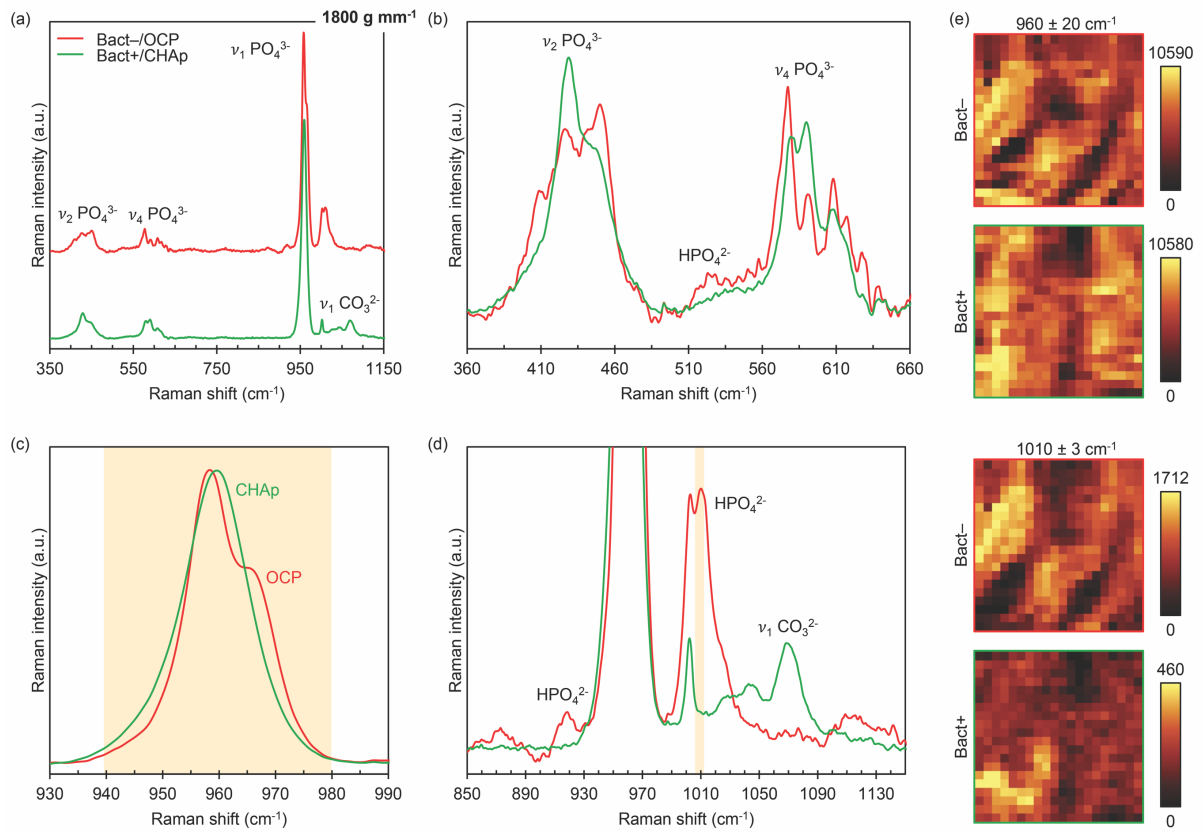 (a)
1800 g mm⁻¹
Bact–/OCP
Bact+/CHAp
ν₁ PO₄³⁻
ν₂ PO₄³⁻
ν₄ PO₄³⁻
ν₁ CO₃²⁻
Raman intensity (a.u.)
350 550 750 950 1150
Raman shift (cm⁻¹)
(b)
ν₂ PO₄³⁻
ν₄ PO₄³⁻
HPO₄²⁻
Raman intensity (a.u.)
360 410 460 510 560 610 660
Raman shift (cm⁻¹)
(c)
CHAp
OCP
Raman intensity (a.u.)
930 940 950 960 970 980 990
Raman shift (cm⁻¹)
(d)
HPO₄²⁻
ν₁ CO₃²⁻
HPO₄²⁻
Raman intensity (a.u.)
850 890 930 970 1010 1050 1090 1130
Raman shift (cm⁻¹)
(e)
960 ± 20 cm⁻¹
Bact–
10590
0
Bact+
10580
0
1010 ± 3 cm⁻¹
Bact–
1712
0
Bact+
460
0